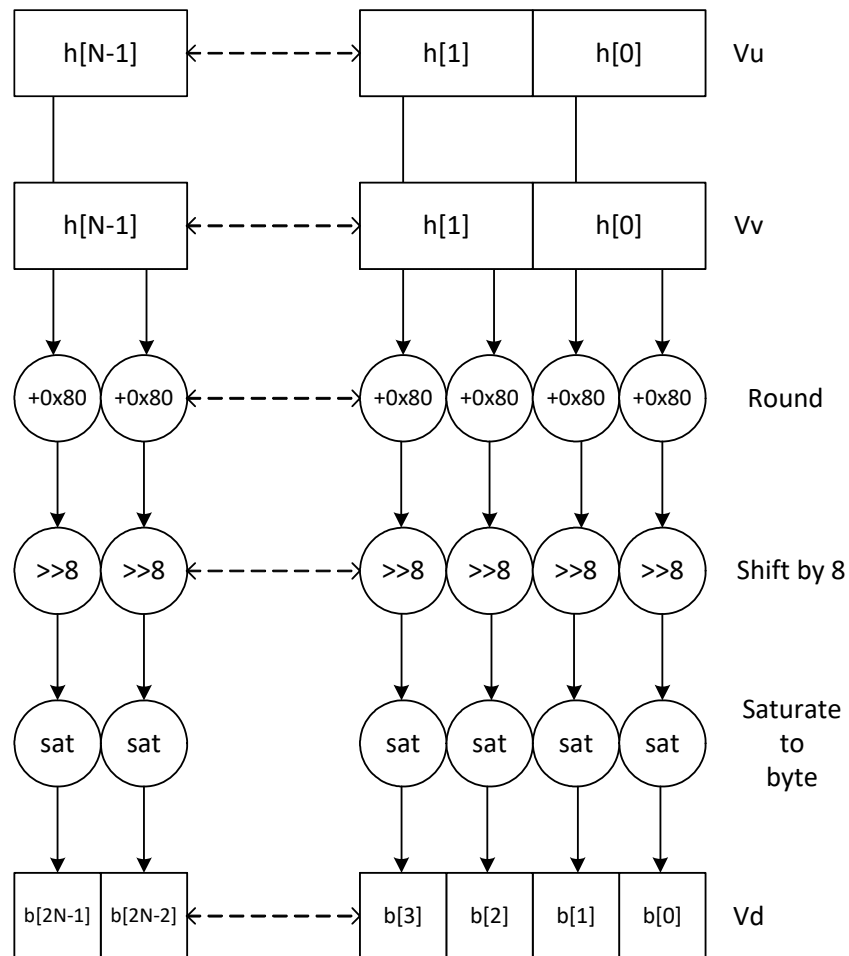 h[N-1] h[1] h[0] Vu
h[N-1] h[1] h[0] Vv
+0x80 +0x80 +0x80 +0x80 +0x80 +0x80 Round
>>8 >>8 >>8 >>8 >>8 >>8 Shift by 8
sat sat sat sat sat sat Saturate
to
byte
b[2N-1] b[2N-2] b[3] b[2] b[1] b[0] Vd